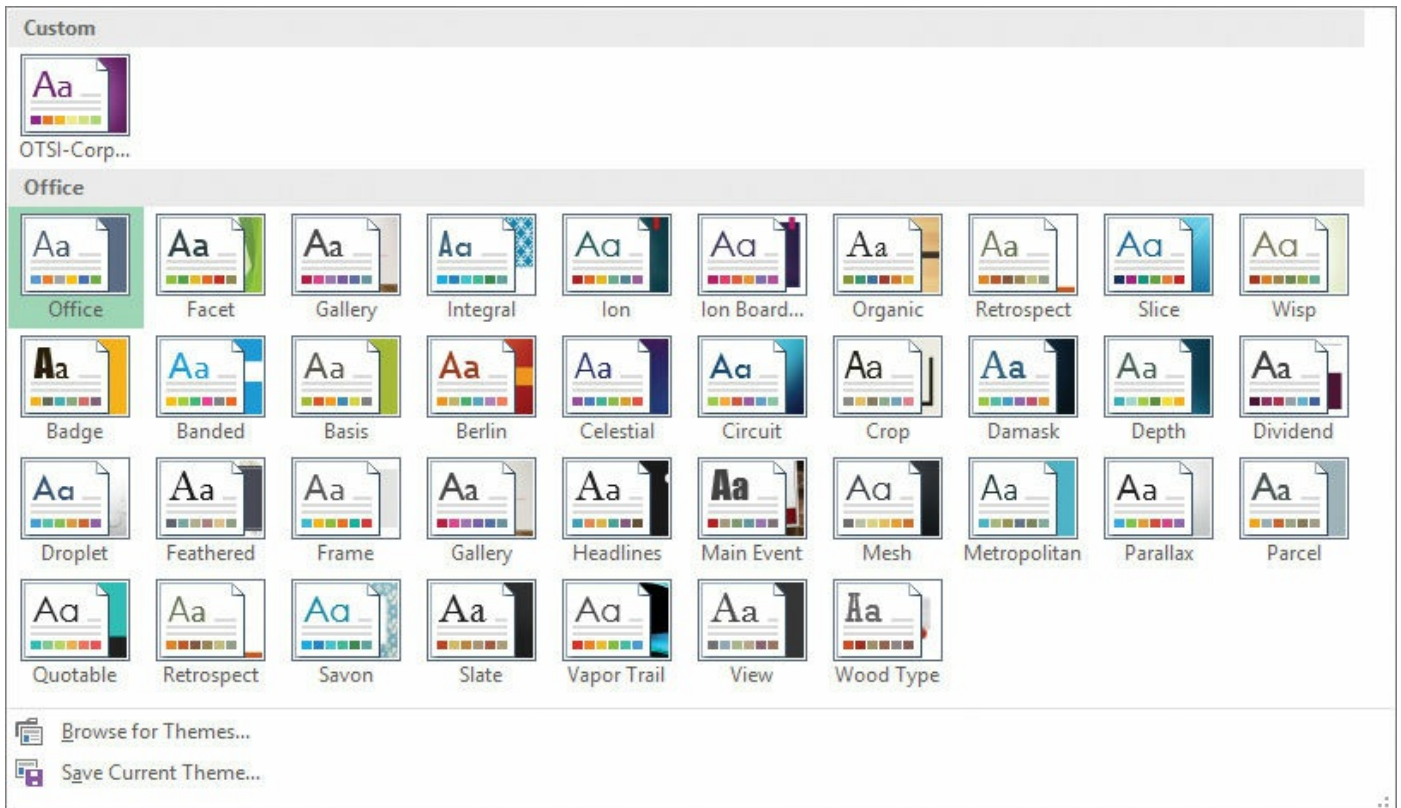 Custom
Aa
OTSI-Corp...
Office
Aa Aa Aa Aa Aa Aa Aa Aa Aa Aa
Office Facet Gallery Integral Ion Ion Board... Organic Retrospect Slice Wisp
Aa Aa Aa Aa Aa Aa Aa Aa Aa Aa
Badge Banded Basis Berlin Celestial Circuit Crop Damask Depth Dividend
Aa Aa Aa Aa Aa Aa Aa Aa Aa Aa
Droplet Feathered Frame Gallery Headlines Main Event Mesh Metropolitan Parallax Parcel
Aa Aa Aa Aa Aa Aa Aa
Quotable Retrospect Savon Slate Vapor Trail View Wood Type
Browse for Themes...
Save Current Theme...